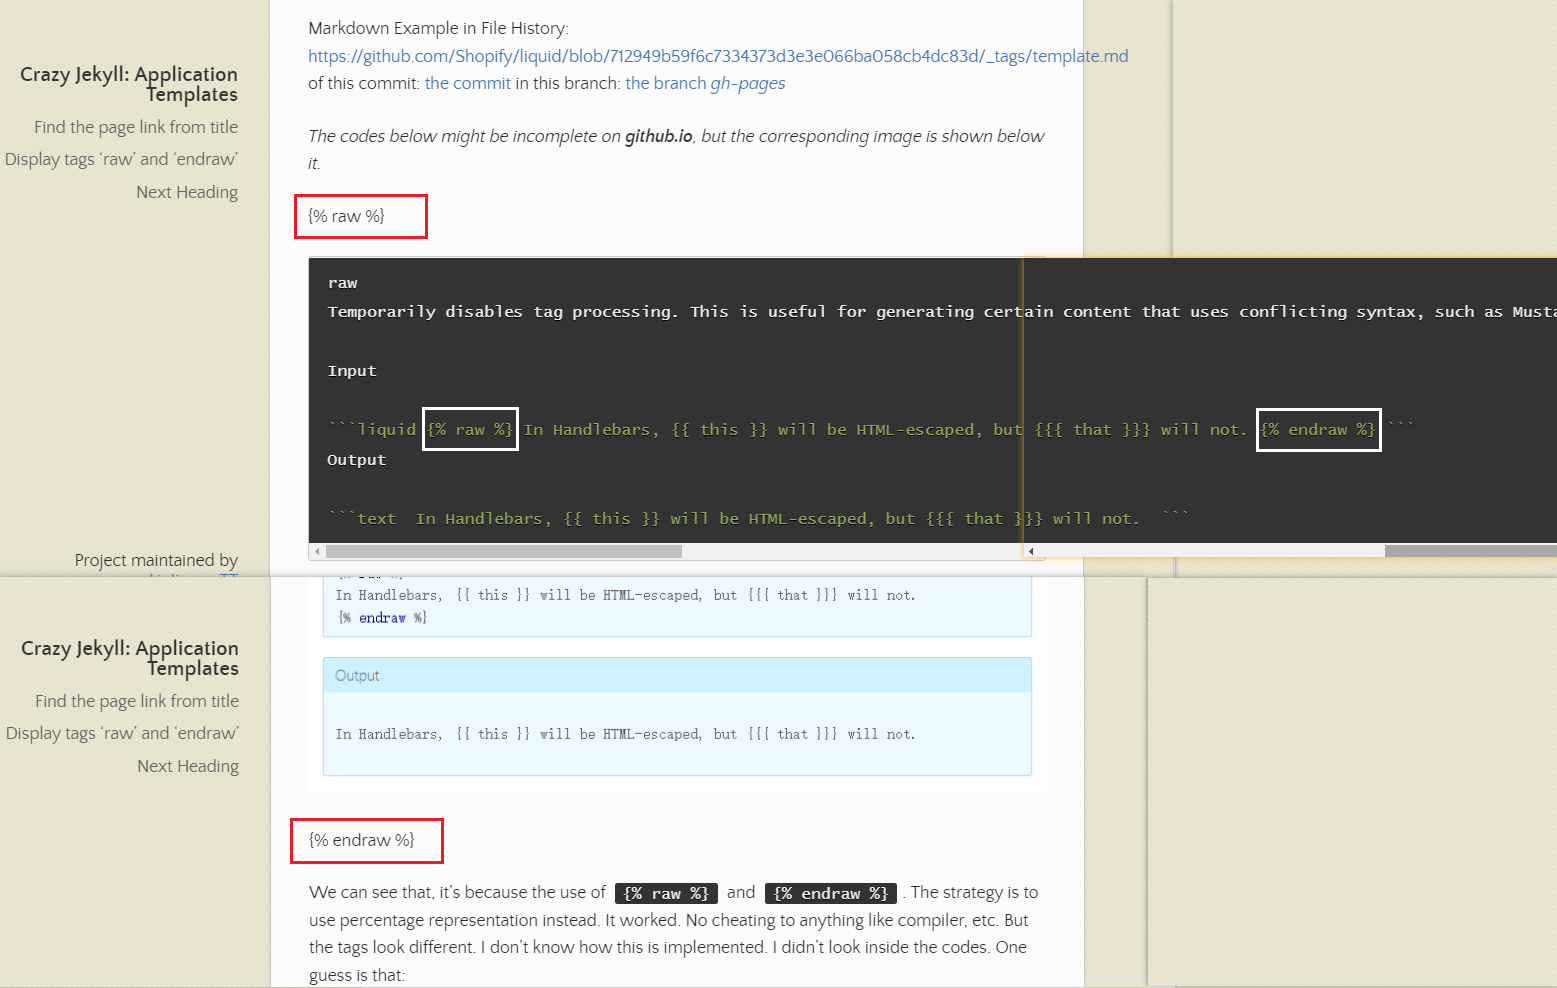 Markdown Example in File History:
https://github.com/Shopify/liquid/blob/712949b59f6c7334373d3e3e066ba058cb4dc83d/_tags/template.md
of this commit: the commit in this branch: the branch gh-pages
Crazy Jekyll: Application
Templates
Find the page link from title
Display tags ‘raw’ and ‘endraw’
Next Heading
The codes below might be incomplete on github.io, but the corresponding image is shown below
it.
{% raw %}
raw
Temporarily disables tag processing. This is useful for generating certain content that uses conflicting syntax, such as Musta
Input
```liquid {% raw %} In Handlebars, {{ this }} will be HTML-escaped, but {{{ that }}} will not. {% endraw %} ```
Output
```text  In Handlebars, {{ this }} will be HTML-escaped, but {{{ that }}} will not.  ```
Project maintained by
In Handlebars, {{ this }} will be HTML-escaped, but {{{ that }}} will not.
{% endraw %}
Crazy Jekyll: Application
Templates
Find the page link from title
Display tags ‘raw’ and ‘endraw’
Next Heading
Output
In Handlebars, {{ this }} will be HTML-escaped, but {{{ that }}} will not.
{% endraw %}
We can see that, it’s because the use of {% raw %} and {% endraw %} . The strategy is to
use percentage representation instead. It worked. No cheating to anything like compiler, etc. But
the tags look different. I don’t know how this is implemented. I didn’t look inside the codes. One
guess is that: